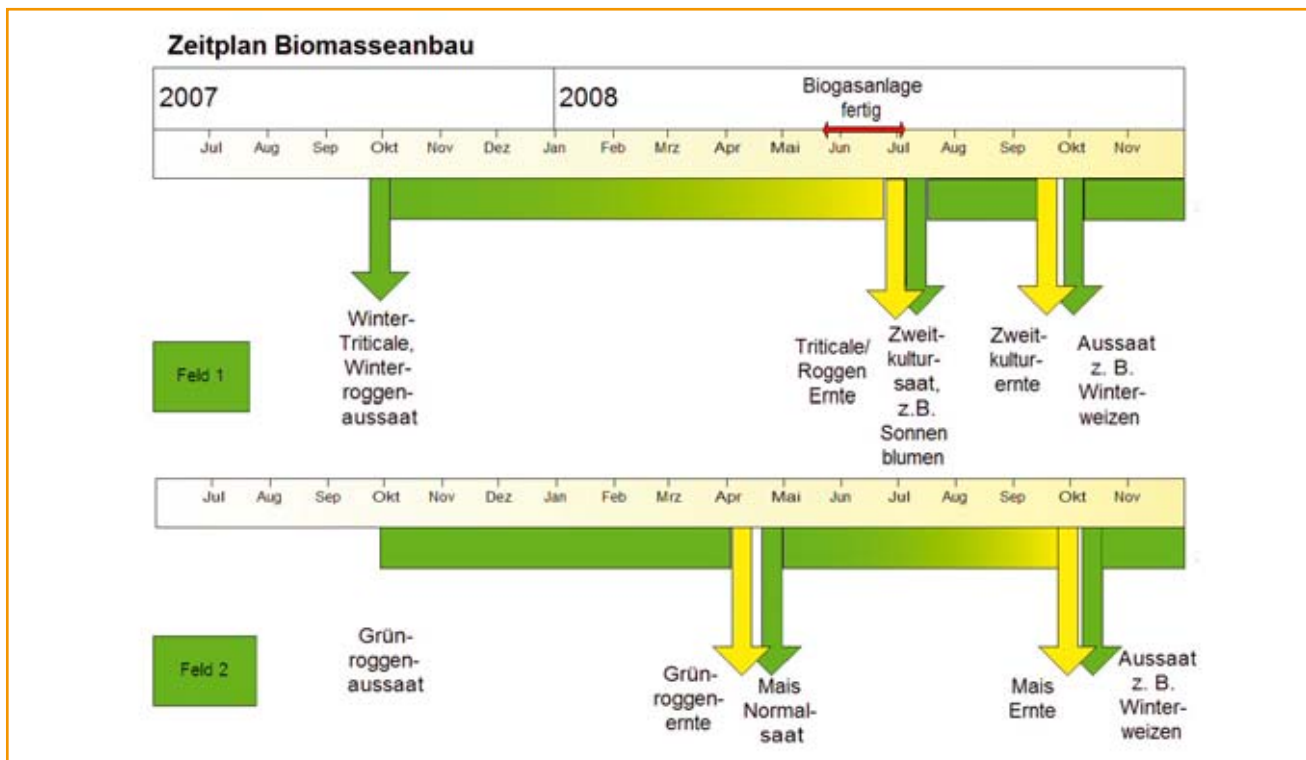 Zeitplan Biomasseanbau
2007
2008
Biogasanlage
fertig
Jul Aug Sep Okt Nov Dez Jan Feb Mrz Apr Mai Jun Jul Aug Sep Okt Nov
Feld 1
Winter-
Triticale,
Winter-
roggen-
aussaat
Triticale/
Roggen
Ernte
Zweit-
kultur-
saat,
z.B.
Sonnen
blumen
Zweit-
kultur-
ernte
Aussaat
z. B.
Winter-
weizen
Jul Aug Sep Okt Nov Dez Jan Feb Mrz Apr Mai Jun Jul Aug Sep Okt Nov
Feld 2
Grün-
roggen-
aussaat
Grün-
roggen-
ernte
Mais
Normal-
saat
Mais
Ernte
Aussaat
z. B.
Winter-
weizen